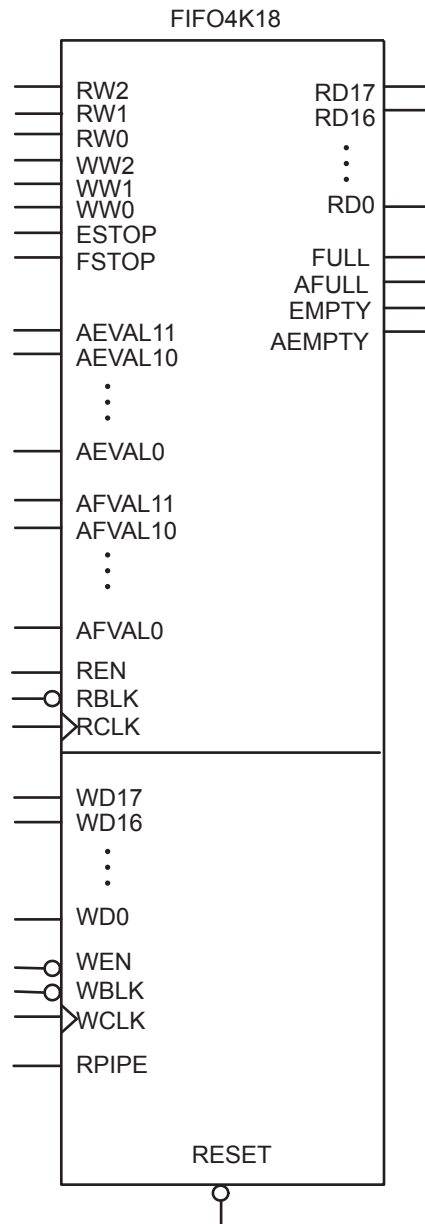 FIFO4K18
RW2
RW1
RW0
WW2
WW1
WW0
ESTOP
FSTOP
AEVAL11
AEVAL10
AEVAL0
AFVAL11
AFVAL10
AFVAL0
REN
RBLK
RCLK
WD17
WD16
WD0
WEN
WBLK
WCLK
RPIPE
RD17
RD16
RD0
FULL
AFULL
EMPTY
AEMPTY
RESET